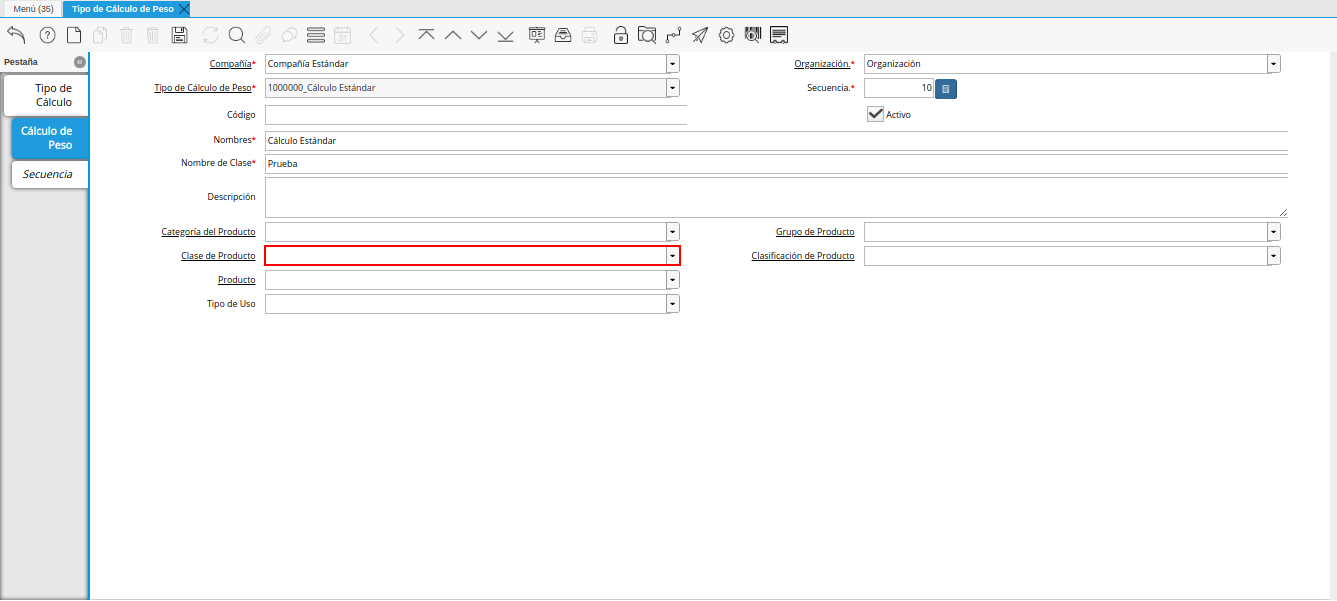 Menú (35)
Tipo de Cálculo de Peso
Pestaña
Tipo de
Cálculo
Cálculo de
Peso
Secuencia
Compañía* Compañía Estándar Organización.* Organización
Tipo de Cálculo de Peso* 1000000_Cálculo Estándar Secuencia.* 10
Código Activo
Nombres* Cálculo Estándar
Nombre de Clase* Prueba
Descripción
Categoría del Producto Grupo de Producto
Clase de Producto Clasificación de Producto
Producto
Tipo de Uso